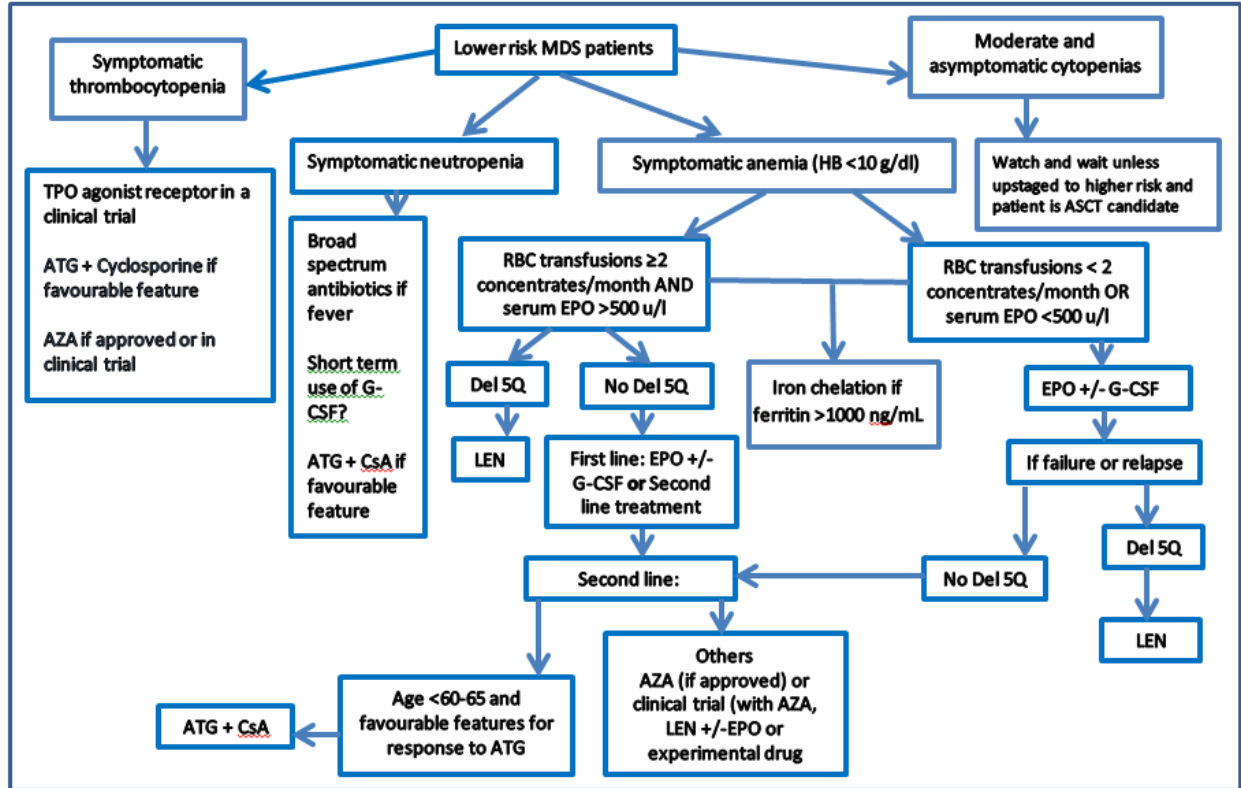 Lower risk MDS patients
Symptomatic
thrombocytopenia
Moderate and
asymptomatic cytopenias
Symptomatic neutropenia
Symptomatic anemia (HB <10 g/dl)
Watch and wait unless
upstaged to higher risk and
patient is ASCT candidate
TPO agonist receptor in a
clinical trial
ATG + Cyclosporine if
favourable feature
AZA if approved or in
clinical trial
Broad
spectrum
antibiotics if
fever
Short term
use of G-
CSF?
ATG + CsA if
favourable
feature
RBC transfusions ≥2
concentrates/month AND
serum EPO >500 u/l
RBC transfusions < 2
concentrates/month OR
serum EPO <500 u/l
Del 5Q
No Del 5Q
Iron chelation if
ferritin >1000 ng/mL
EPO +/- G-CSF
LEN
First line: EPO +/-
G-CSF or Second
line treatment
If failure or relapse
Del 5Q
Second line:
No Del 5Q
LEN
Others
AZA (if approved) or
clinical trial (with AZA,
LEN +/-EPO or
experimental drug
Age <60-65 and
favourable features for
response to ATG
ATG + CsA